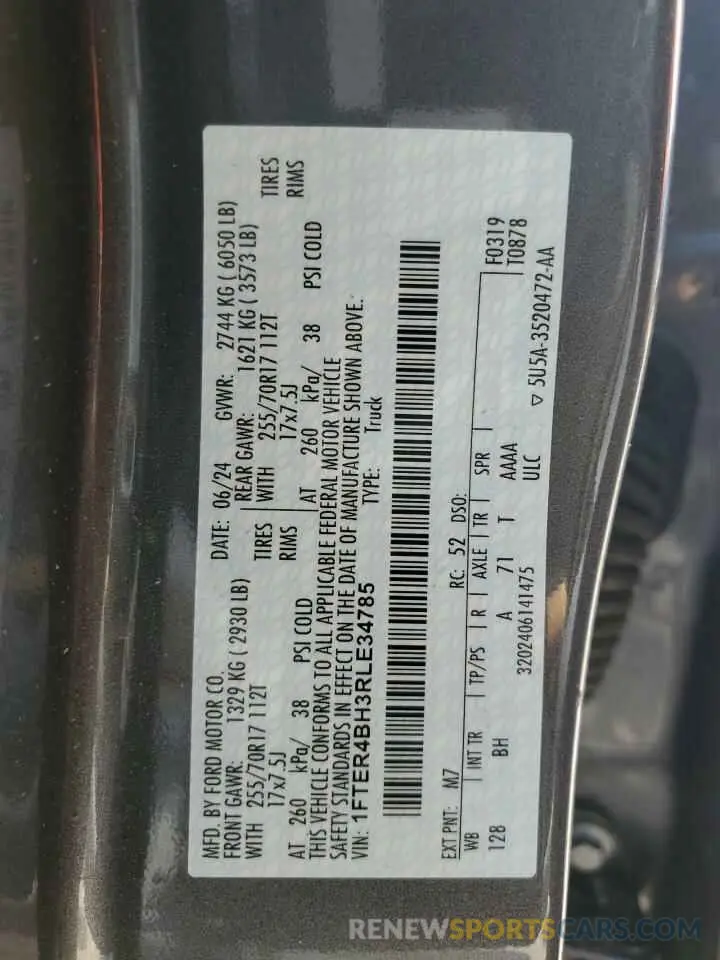 MFD. BY FORD MOTOR CO.
DATE: 06/24 GVWR: 2744 KG ( 6050 LB)
FRONT GAWR: 1329 KG ( 2930 LB) REAR GAWR: 1621 KG ( 3573 LB)
WITH 255/70R17 112T TIRES WITH 255/70R17 112T TIRES
17x7.5J RIMS 17x7.5J RIMS
AT 260 kPa/ 38 PSI COLD AT 260 kPa/ 38 PSI COLD
THIS VEHICLE CONFORMS TO ALL APPLICABLE FEDERAL MOTOR VEHICLE
SAFETY STANDARDS IN EFFECT ON THE DATE OF MANUFACTURE SHOWN ABOVE.
VIN: 1FTER4BH3RLE34785 TYPE: Truck
EXT PNT: M7 RC: 52 DSO:
WB INT TR TP/PS R AXLE TR SPR F0319
128 BH A 71 T AAAA T0878
3202406141475 ULC
▽ 5U5A-3520472-AA
RENEWSPORTSCARS.COM